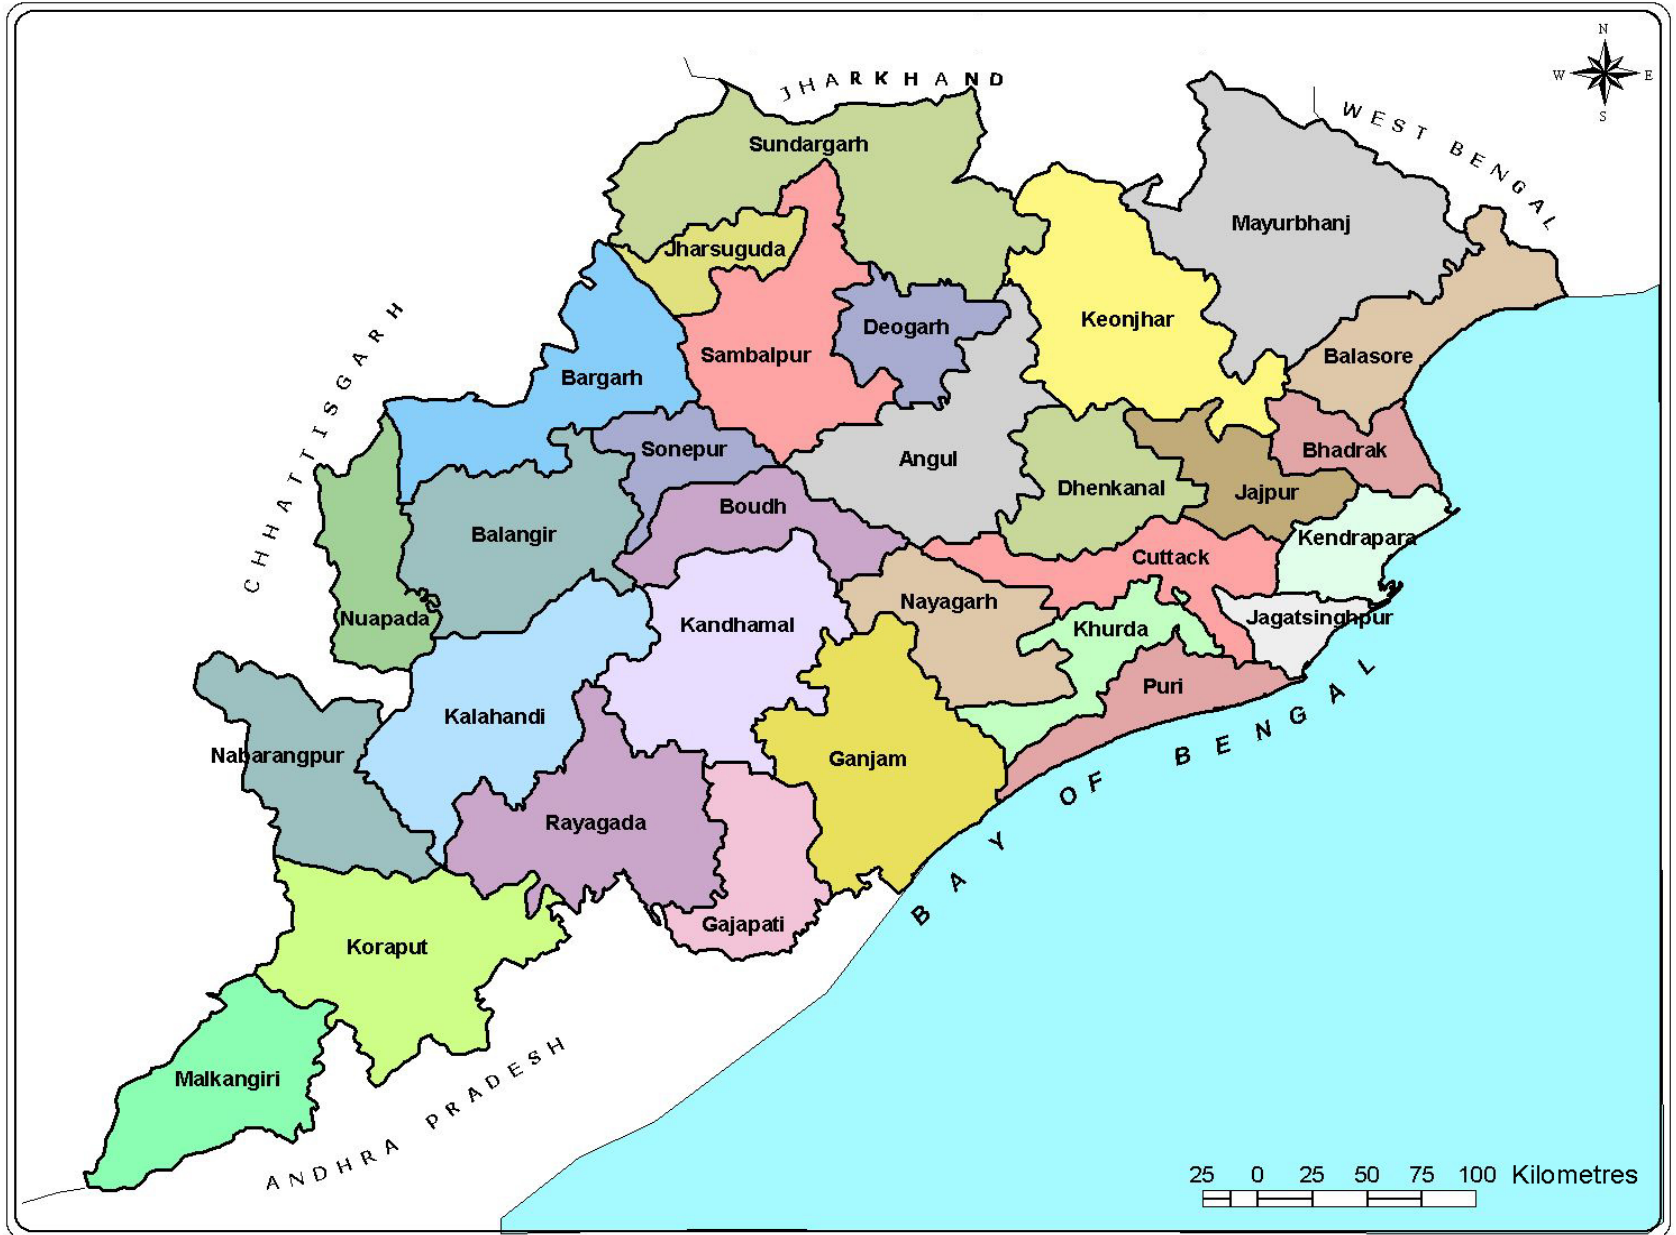 N
W E
S
JHARKHAND
WEST BENGAL
Sundargarh
Mayurbhanj
Jharsuguda
Keonjhar
Deogarh
Sambalpur
Balasore
Bargarh
CHHATTISGARH
Sonepur
Angul
Bhadrak
Dhenkanal
Jajpur
Boudh
Balangir
Kendrapara
Cuttack
Nayagarh
Nuapada
Kandhamal
Khurda
Jagatsinghpur
Puri
Kalahandi
Nabarangpur
Ganjam
BAY OF BENGAL
Rayagada
Gajapati
Koraput
Malkangiri
ANDHRA PRADESH
25 0 25 50 75 100 Kilometres